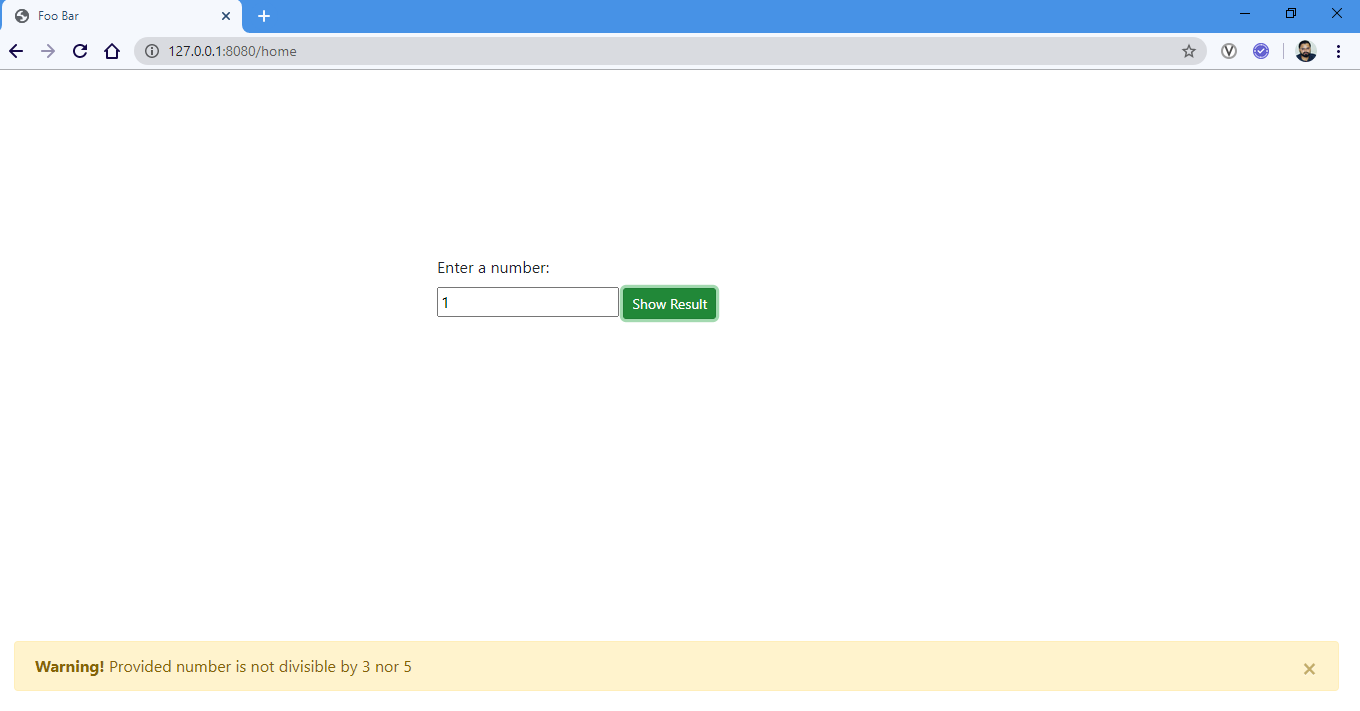 Foo Bar
127.0.0.1:8080/home
Enter a number:
1
Show Result
Warning! Provided number is not divisible by 3 nor 5